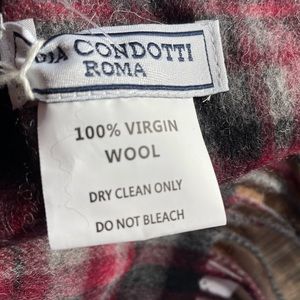 CONDOTTI
ROMA
100% VIRGIN
WOOL
DRY CLEAN ONLY
DO NOT BLEACH